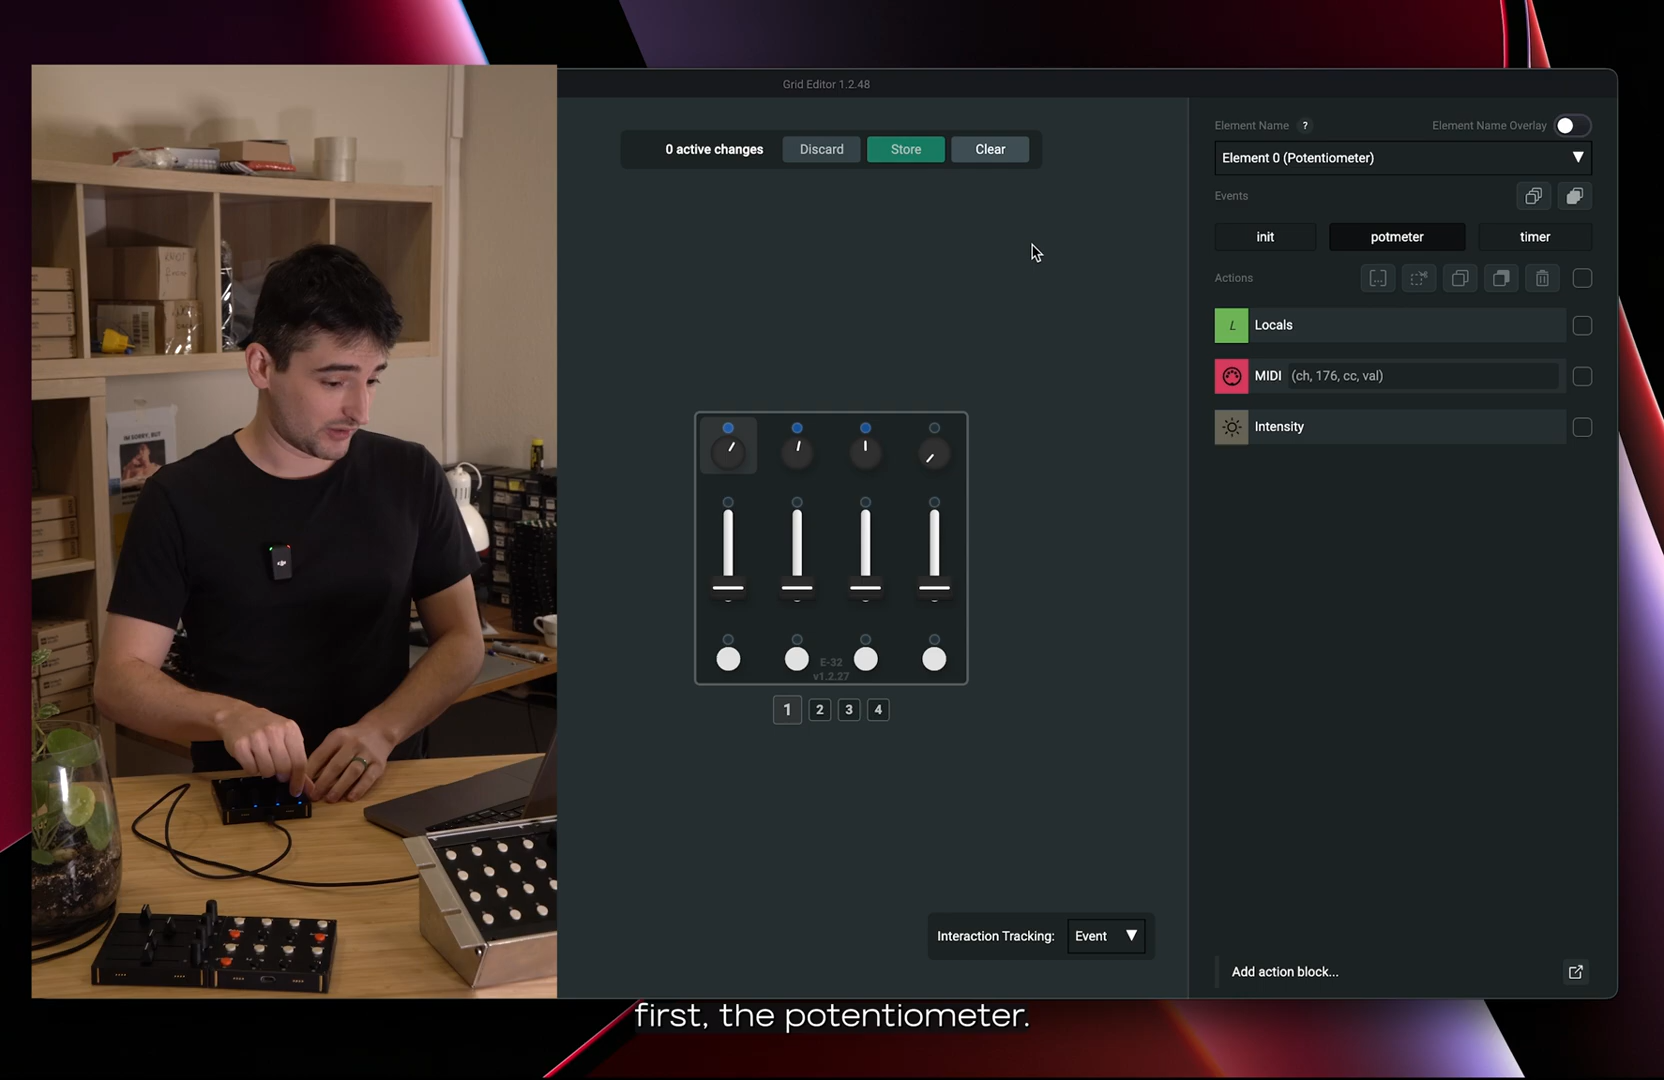 Grid Editor 1.2.48
0 active changes
Discard
Store
Clear
Element Name ?
Element Name Overlay
Element 0 (Potentiometer)
Events
init
potmeter
timer
Actions
L Locals
MIDI (ch, 176, cc, val)
Intensity
E-32
v1.2.27
1 2 3 4
Interaction Tracking: Event
Add action block...
first, the potentiometer.